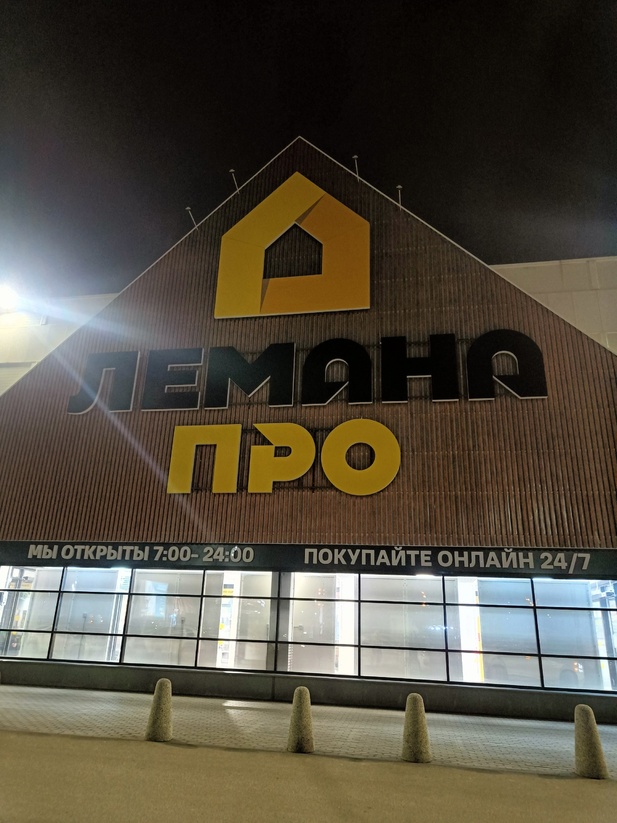 ЛЕМАНА
ПРО
МЫ ОТКРЫТЫ 7:00- 24:00
ПОКУПАЙТЕ ОНЛАЙН 24/7